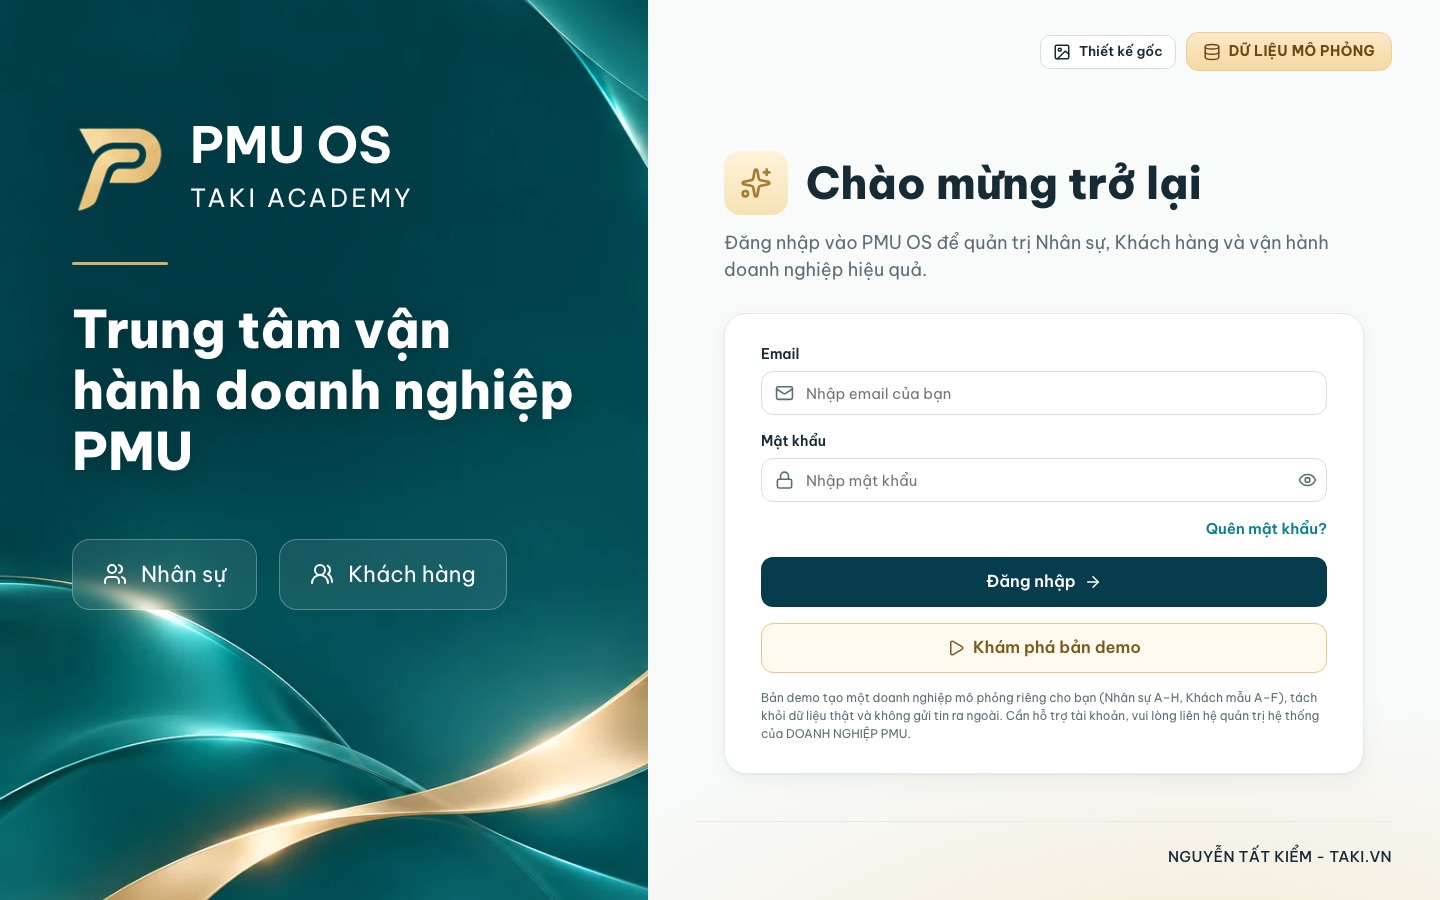 PMU OS
TAKI ACADEMY
Trung tâm vận
hành doanh nghiệp
PMU
Nhân sự
Khách hàng
Thiết kế gốc
DỮ LIỆU MÔ PHỎNG
Chào mừng trở lại
Đăng nhập vào PMU OS để quản trị Nhân sự, Khách hàng và vận hành
doanh nghiệp hiệu quả.
Email
Nhập email của bạn
Mật khẩu
Nhập mật khẩu
Quên mật khẩu?
Đăng nhập
Khám phá bản demo
Bản demo tạo một doanh nghiệp mô phỏng riêng cho bạn (Nhân sự A–H, Khách mẫu A–F), tách
khỏi dữ liệu thật và không gửi tin ra ngoài. Cần hỗ trợ tài khoản, vui lòng liên hệ quản trị hệ thống
của DOANH NGHIỆP PMU.
NGUYỄN TẤT KIỂM - TAKI.VN